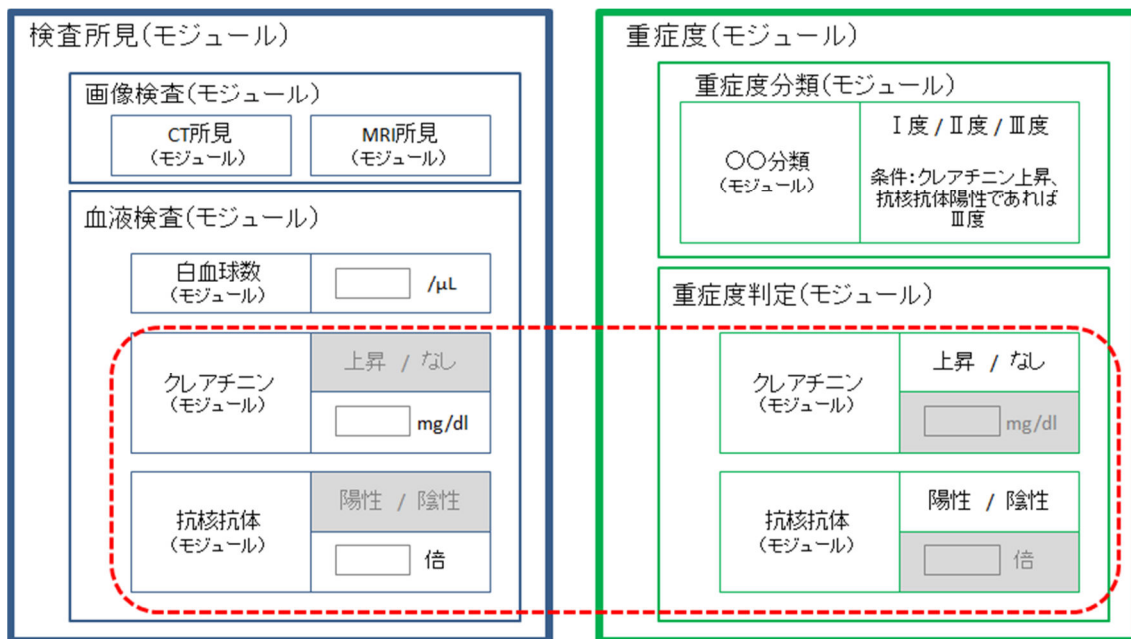 検査所見(モジュール)
画像検査(モジュール)
CT所見
(モジュール)
MRI所見
(モジュール)
血液検査(モジュール)
白血球数
(モジュール)
/μL
クレアチニン
(モジュール)
上昇 / なし
mg/dl
抗核抗体
(モジュール)
陽性 / 陰性
倍
重症度(モジュール)
重症度分類(モジュール)
〇〇分類
(モジュール)
Ⅰ度 / Ⅱ度 / Ⅲ度
条件:クレアチニン上昇、
抗核抗体陽性であれば
Ⅲ度
重症度判定(モジュール)
クレアチニン
(モジュール)
上昇 / なし
mg/dl
抗核抗体
(モジュール)
陽性 / 陰性
倍